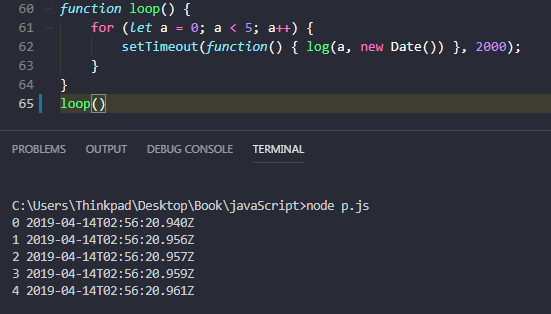 60 function loop() {
61 for (let a = 0; a < 5; a++) {
62 setTimeout(function() { log(a, new Date()) }, 2000);
63 }
64 }
65 loop()
PROBLEMS OUTPUT DEBUG CONSOLE TERMINAL
C:\Users\Thinkpad\Desktop\Book\javaScript>node p.js
0 2019-04-14T02:56:20.940Z
1 2019-04-14T02:56:20.956Z
2 2019-04-14T02:56:20.957Z
3 2019-04-14T02:56:20.959Z
4 2019-04-14T02:56:20.961Z